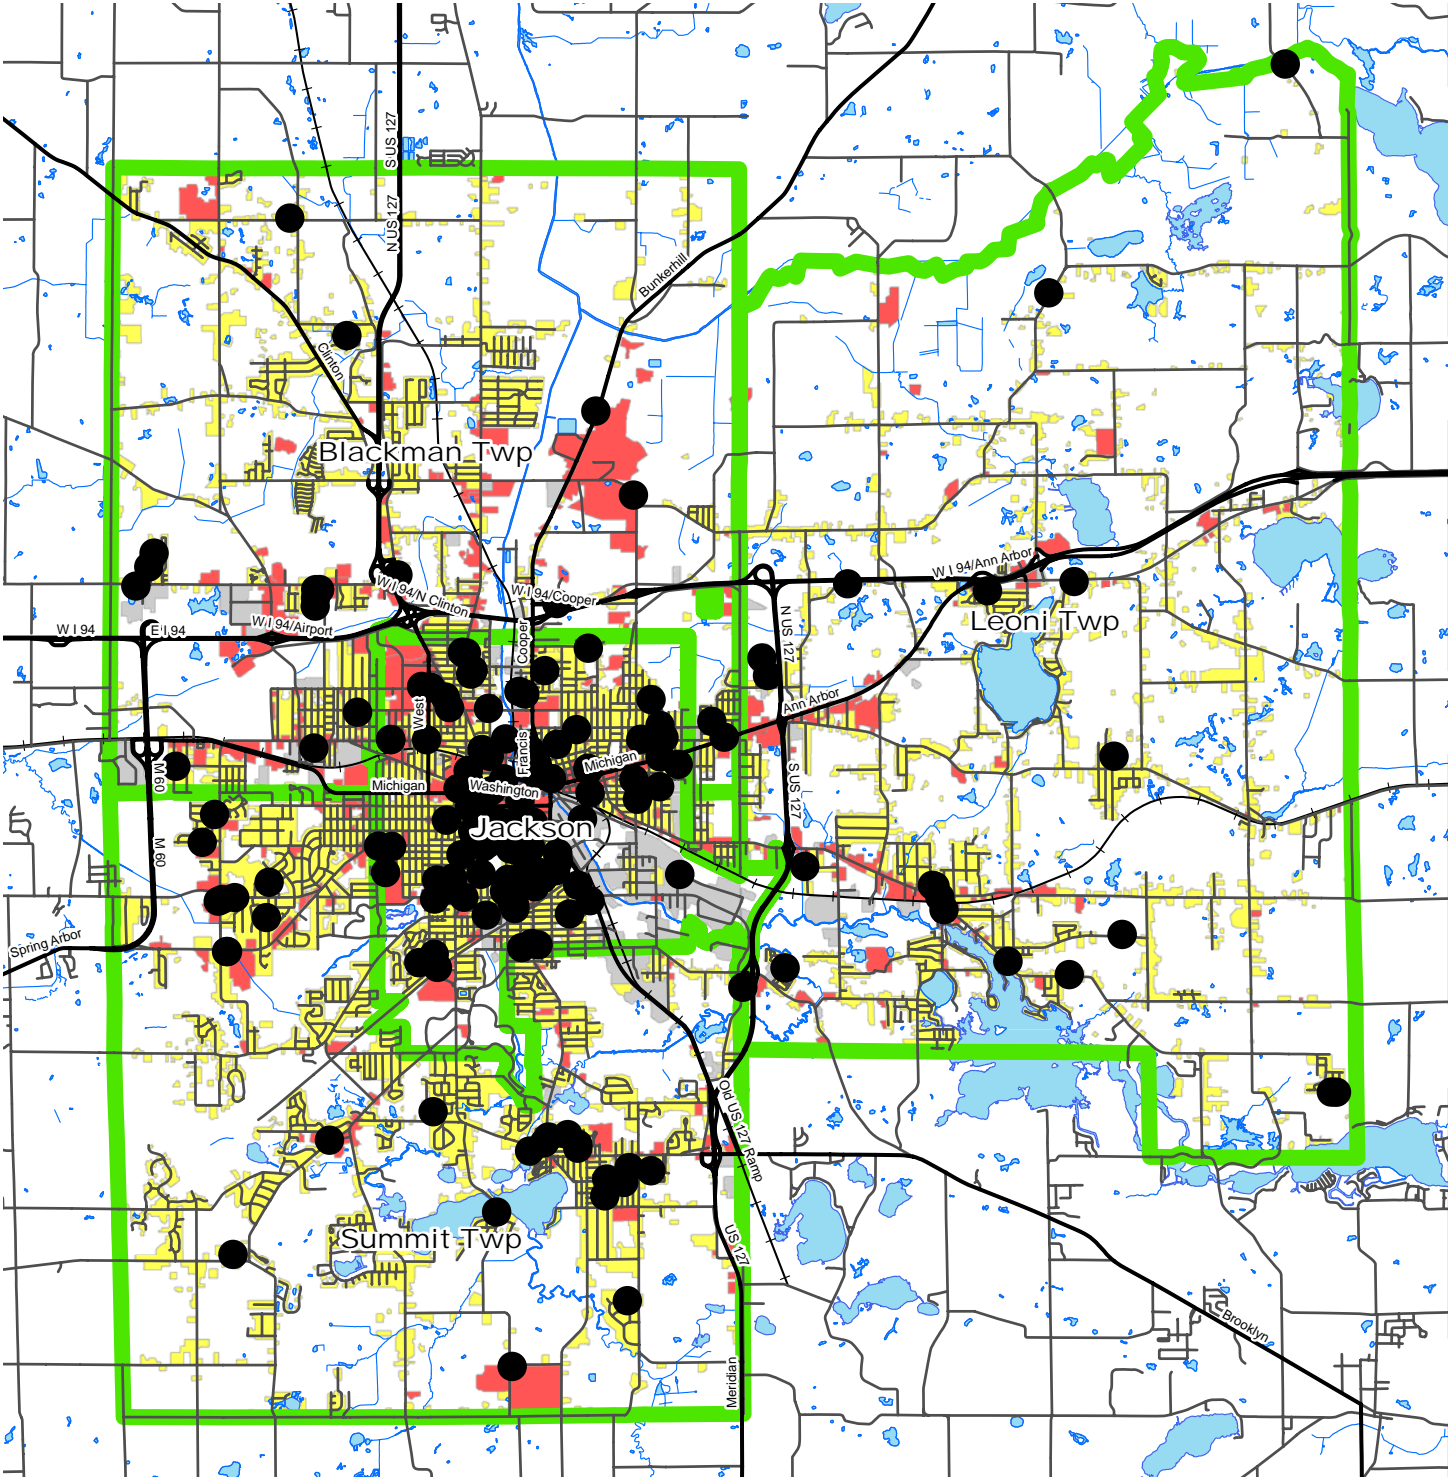 S US 127
N US 127
Bunkerhill
Clinton
Blackman Twp
W I 94/Ann Arbor
W I 94/N Clinton
W I 94/Cooper
W I 94
E I 94
W I 94/Airport
Leoni Twp
Cooper
N US 127
West
Ann Arbor
Francis
Michigan
M 60
Michigan
Washington
S US 127
Jackson
M 60
Spring Arbor
Old US 127 Ramp
Summit Twp
US 127
Brooklyn
Meridian